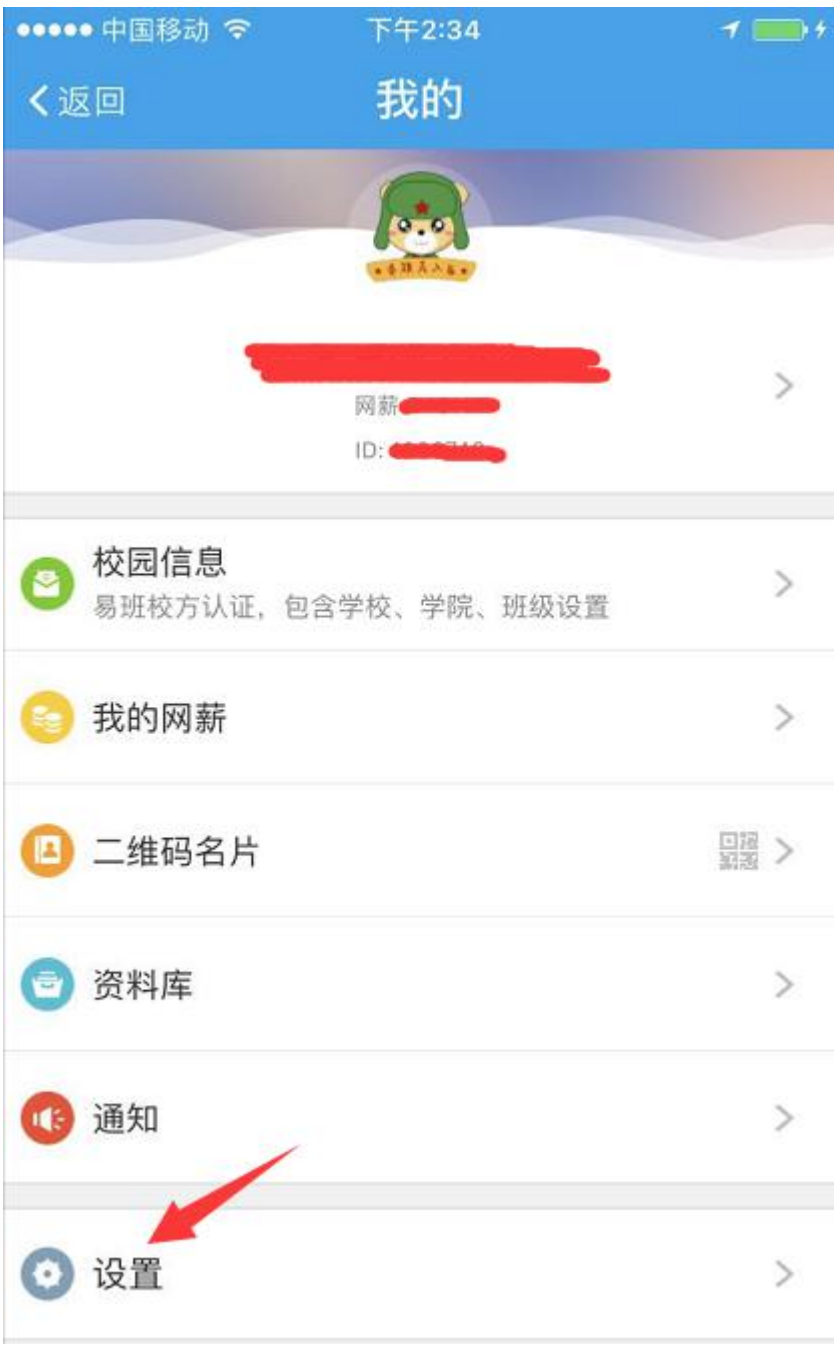 中国移动 下午2:34
返回 我的
网薪
ID:
校园信息
易班校方认证，包含学校、学院、班级设置
我的网薪
二维码名片
资料库
通知
设置